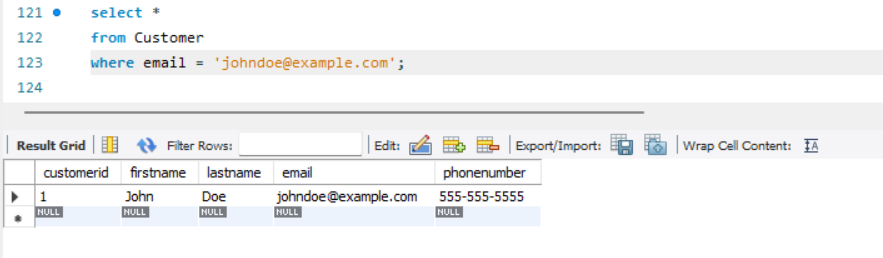 121 select *
122 from Customer
123 where email = 'johndoe@example.com';
124
Result Grid Filter Rows: Edit: Export/Import: Wrap Cell Content: IA
customerid firstname lastname email phonenumber
1 John Doe johndoe@example.com 555-555-5555
NULL NULL NULL NULL NULL